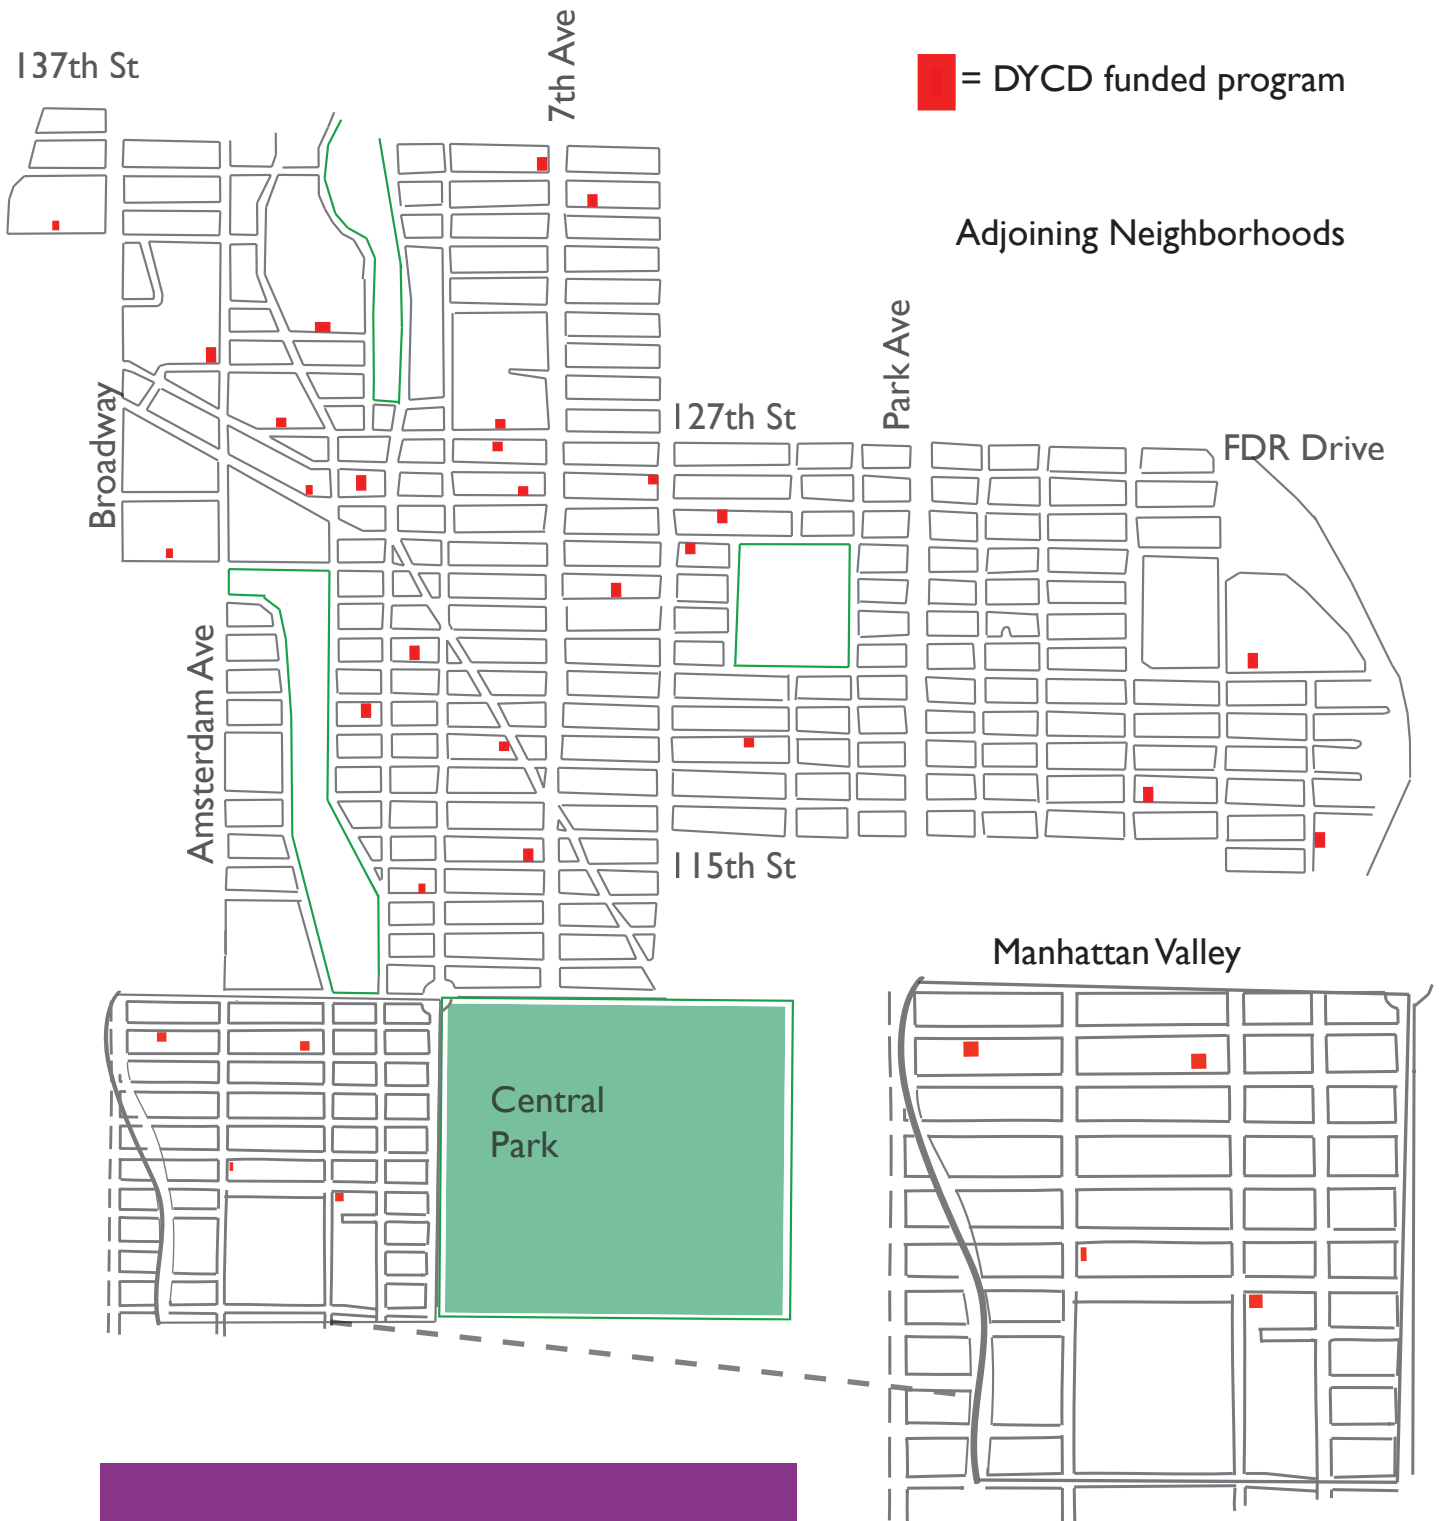 137th St
7th Ave
= DYCD funded program
Adjoining Neighborhoods
Park Ave
Broadway
127th St
FDR Drive
Amsterdam Ave
115th St
Manhattan Valley
Central
Park